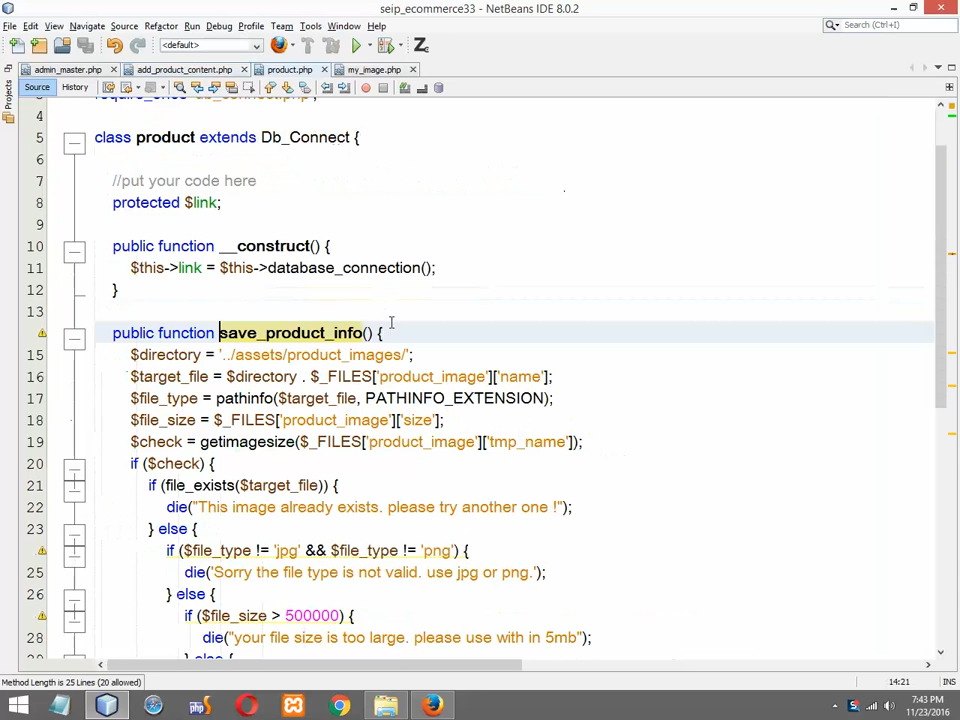 seip_ecommerce33 - NetBeans IDE 8.0.2
File Edit View Navigate Source Refactor Run Debug Profile Team Tools Window Help
<default>
Search (Ctrl+I)
admin_master.php add_product_content.php product.php my_image.php
Source History
Projects
4
5 class product extends Db_Connect {
6
7 //put your code here
8 protected $link;
9
10 public function __construct() {
11 $this->link = $this->database_connection();
12 }
13
public function save_product_info() {
15 $directory = '../assets/product_images/';
16 $target_file = $directory . $_FILES['product_image']['name'];
17 $file_type = pathinfo($target_file, PATHINFO_EXTENSION);
18 $file_size = $_FILES['product_image']['size'];
19 $check = getimagesize($_FILES['product_image']['tmp_name']);
20 if ($check) {
21 if (file_exists($target_file)) {
22 die("This image already exists. please try another one !");
23 } else {
if ($file_type != 'jpg' && $file_type != 'png') {
25 die('Sorry the file type is not valid. use jpg or png.');
26 } else {
if ($file_size > 500000) {
28 die("your file size is too large. please use with in 5mb");
} else {
Method Length is 25 Lines (20 allowed)
14:21 INS
php
7:43 PM
11/23/2016